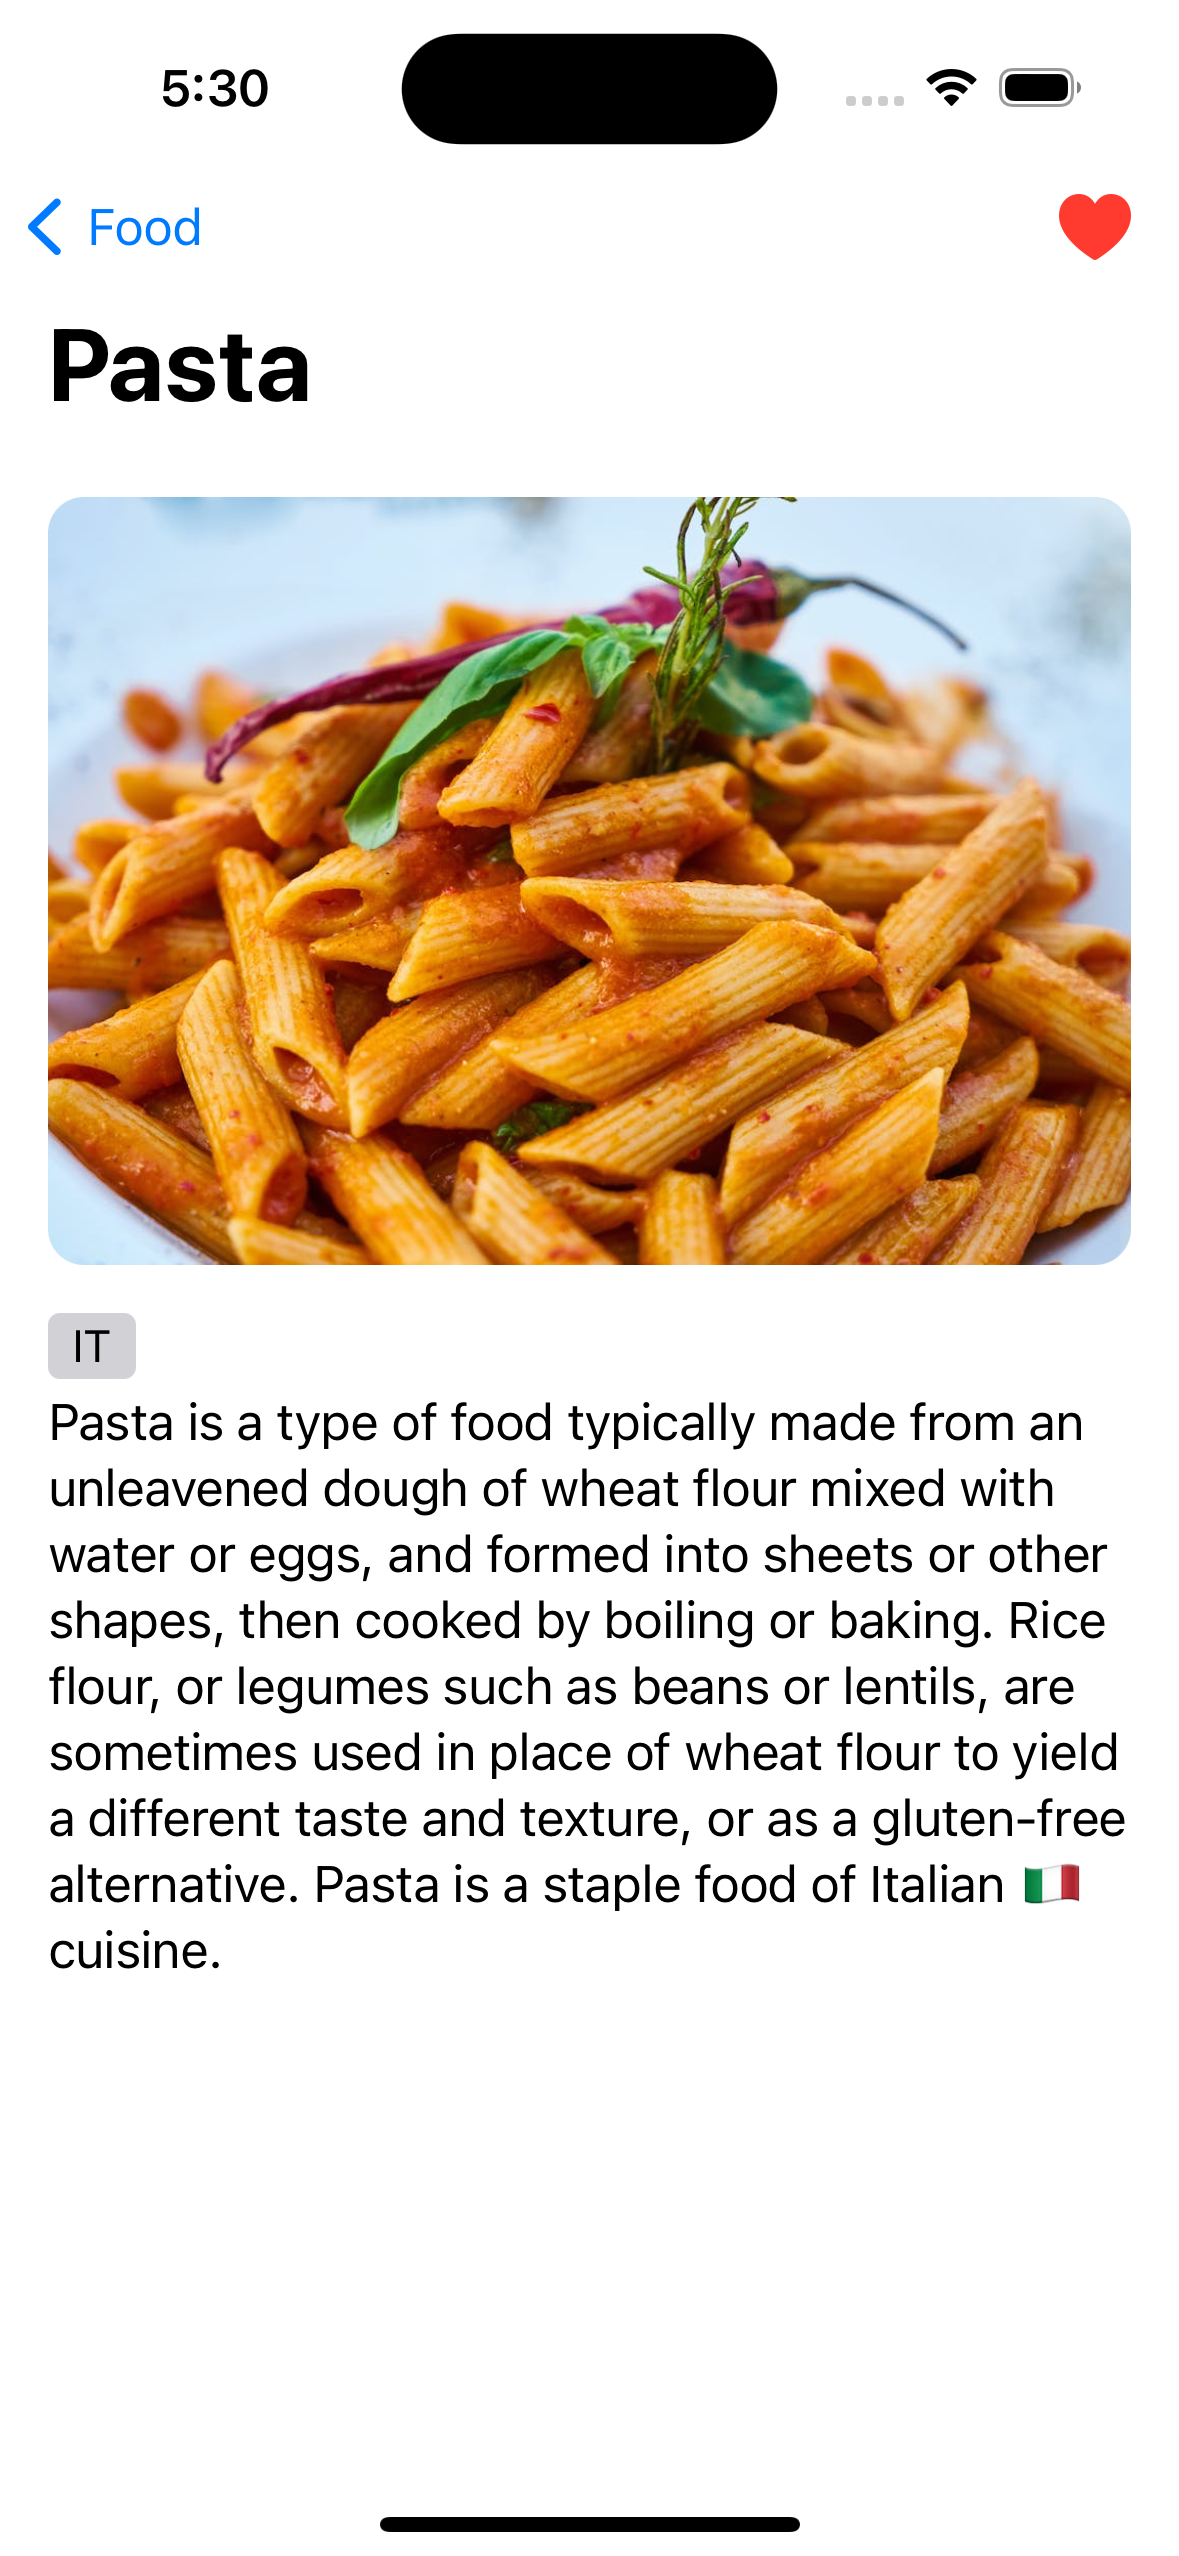 5:30
Food
Pasta
IT
Pasta is a type of food typically made from an
unleavened dough of wheat flour mixed with
water or eggs, and formed into sheets or other
shapes, then cooked by boiling or baking. Rice
flour, or legumes such as beans or lentils, are
sometimes used in place of wheat flour to yield
a different taste and texture, or as a gluten-free
alternative. Pasta is a staple food of Italian 🇮🇹
cuisine.